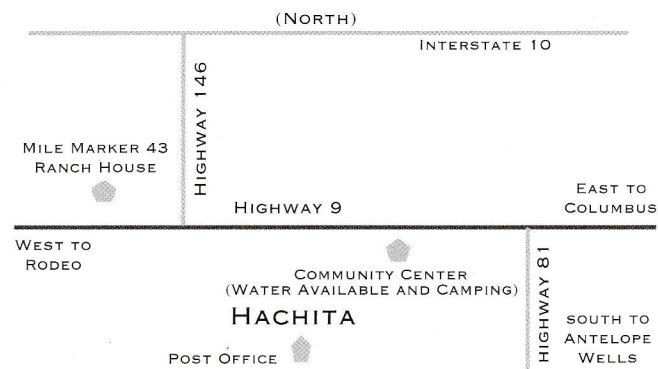 (NORTH)
INTERSTATE 10
HIGHWAY 146
MILE MARKER 43
RANCH HOUSE
HIGHWAY 9
EAST TO
COLUMBUS
WEST TO
RODEO
COMMUNITY CENTER
(WATER AVAILABLE AND CAMPING)
HACHITA
HIGHWAY 81
SOUTH TO
ANTELOPE
WELLS
POST OFFICE